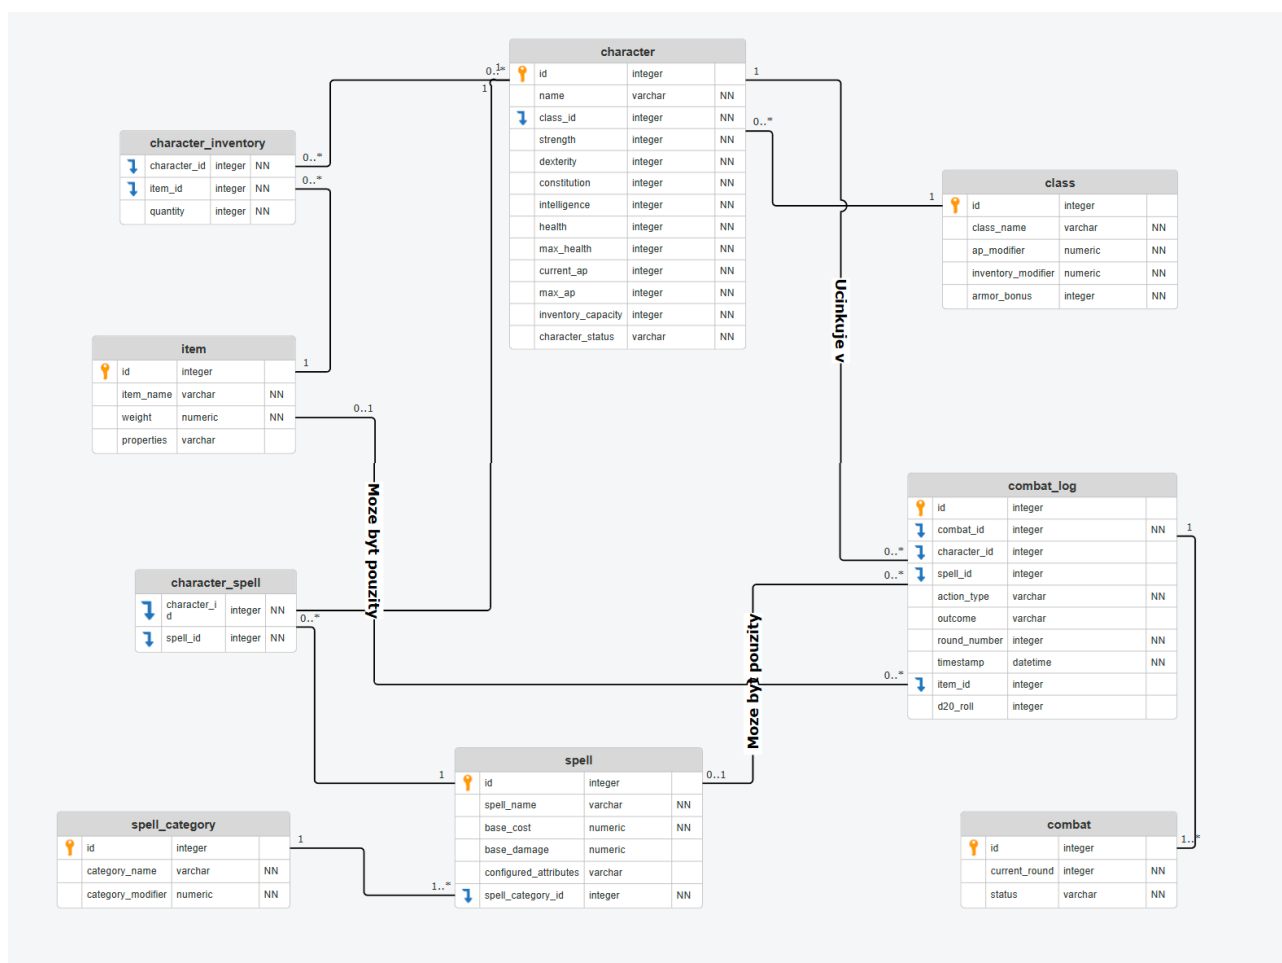 character
id integer
name varchar NN
class_id integer NN
strength integer NN
dexterity integer NN
constitution integer NN
intelligence integer NN
health integer NN
max_health integer NN
current_ap integer NN
max_ap integer NN
inventory_capacity integer NN
character_status varchar NN
0..*
1
1
1
0..*
character_inventory
character_id integer NN
item_id integer NN
quantity integer NN
0..*
0..*
class
id integer
class_name varchar NN
ap_modifier numeric NN
inventory_modifier numeric NN
armor_bonus integer NN
1
Ucinkuje v
item
id integer
item_name varchar NN
weight numeric NN
properties varchar
1
0..1
Moze byt pouzity
combat_log
id integer
combat_id integer NN
character_id integer
spell_id integer
action_type varchar NN
outcome varchar
round_number integer NN
timestamp datetime NN
item_id integer
d20_roll integer
1
0..*
0..*
0..*
character_spell
character_i
d
integer NN
spell_id integer NN
0..*
Moze byt pouzity
spell
id integer
spell_name varchar NN
base_cost numeric NN
base_damage numeric
configured_attributes varchar
spell_category_id integer NN
1
0..1
1..*
spell_category
id integer
category_name varchar NN
category_modifier numeric NN
1
combat
id integer
current_round integer NN
status varchar NN
1..*